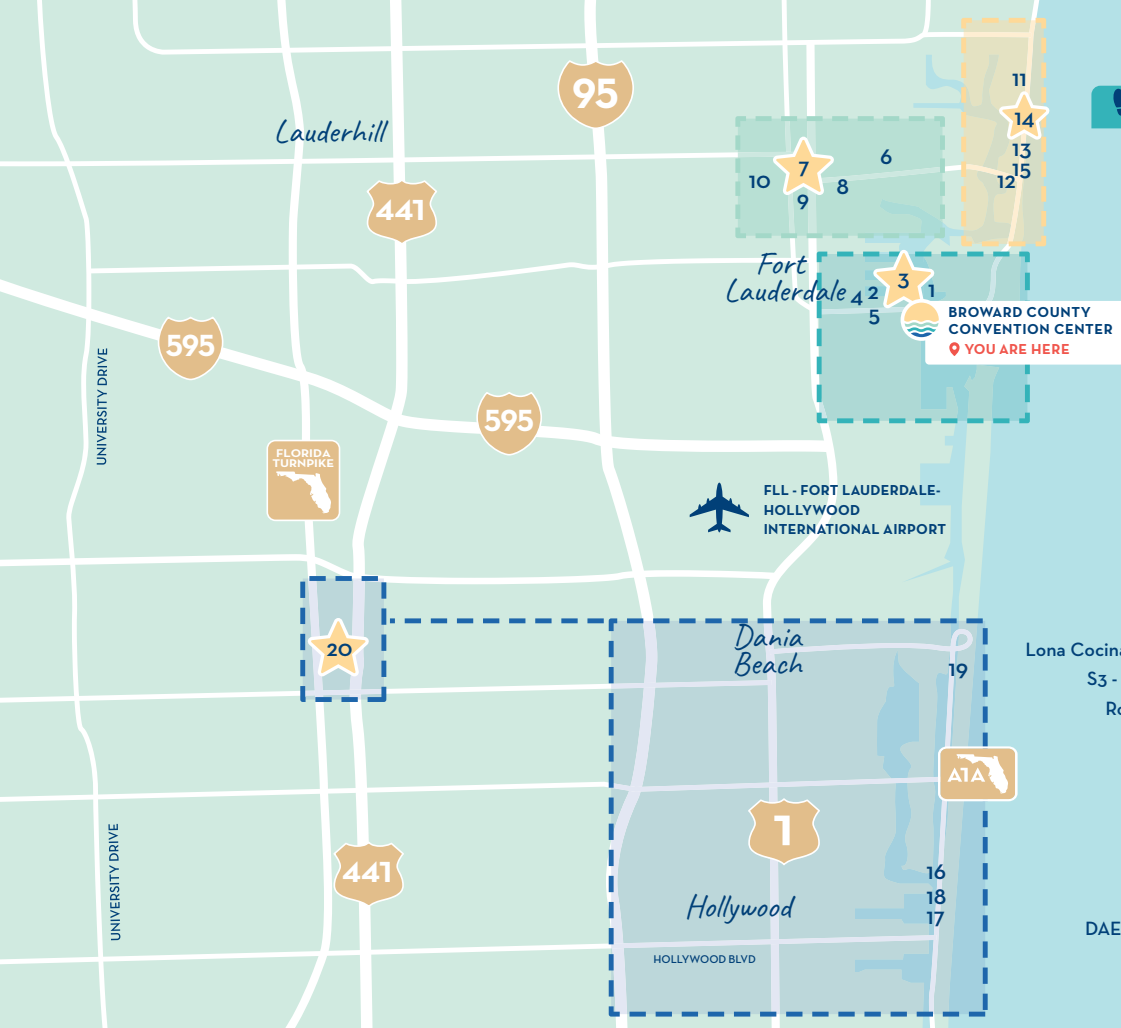 95
11
14
Lauderhill
13
6
7
15
10
8
12
9
441
Fort
Lauderdale
4
2
3
1
5
BROWARD COUNTY
CONVENTION CENTER
YOU ARE HERE
595
UNIVERSITY DRIVE
595
FLORIDA
TURNPIKE
FLL - FORT LAUDERDALE-
HOLLYWOOD
INTERNATIONAL AIRPORT
20
Dania
Beach
19
Lona Cocina
S3 -
Ro
A1A
1
UNIVERSITY DRIVE
441
16
18
17
Hollywood
DAE
HOLLYWOOD BLVD